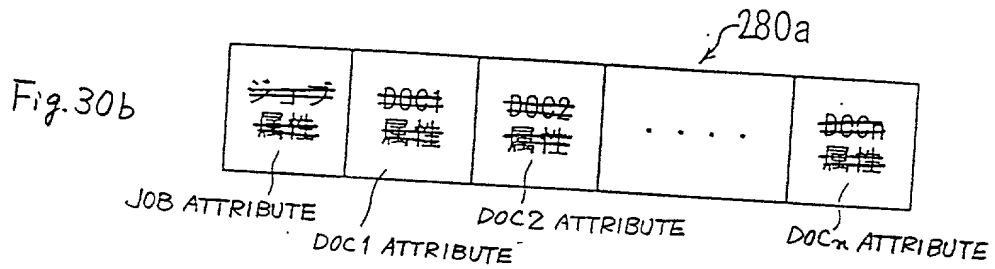 280a
Fig.30b
ジョブ 属性
DOC1 属性
DOC2 属性
. . . .
DOCn 属性
JOB ATTRIBUTE
DOC1 ATTRIBUTE
DOC2 ATTRIBUTE
DOCn ATTRIBUTE